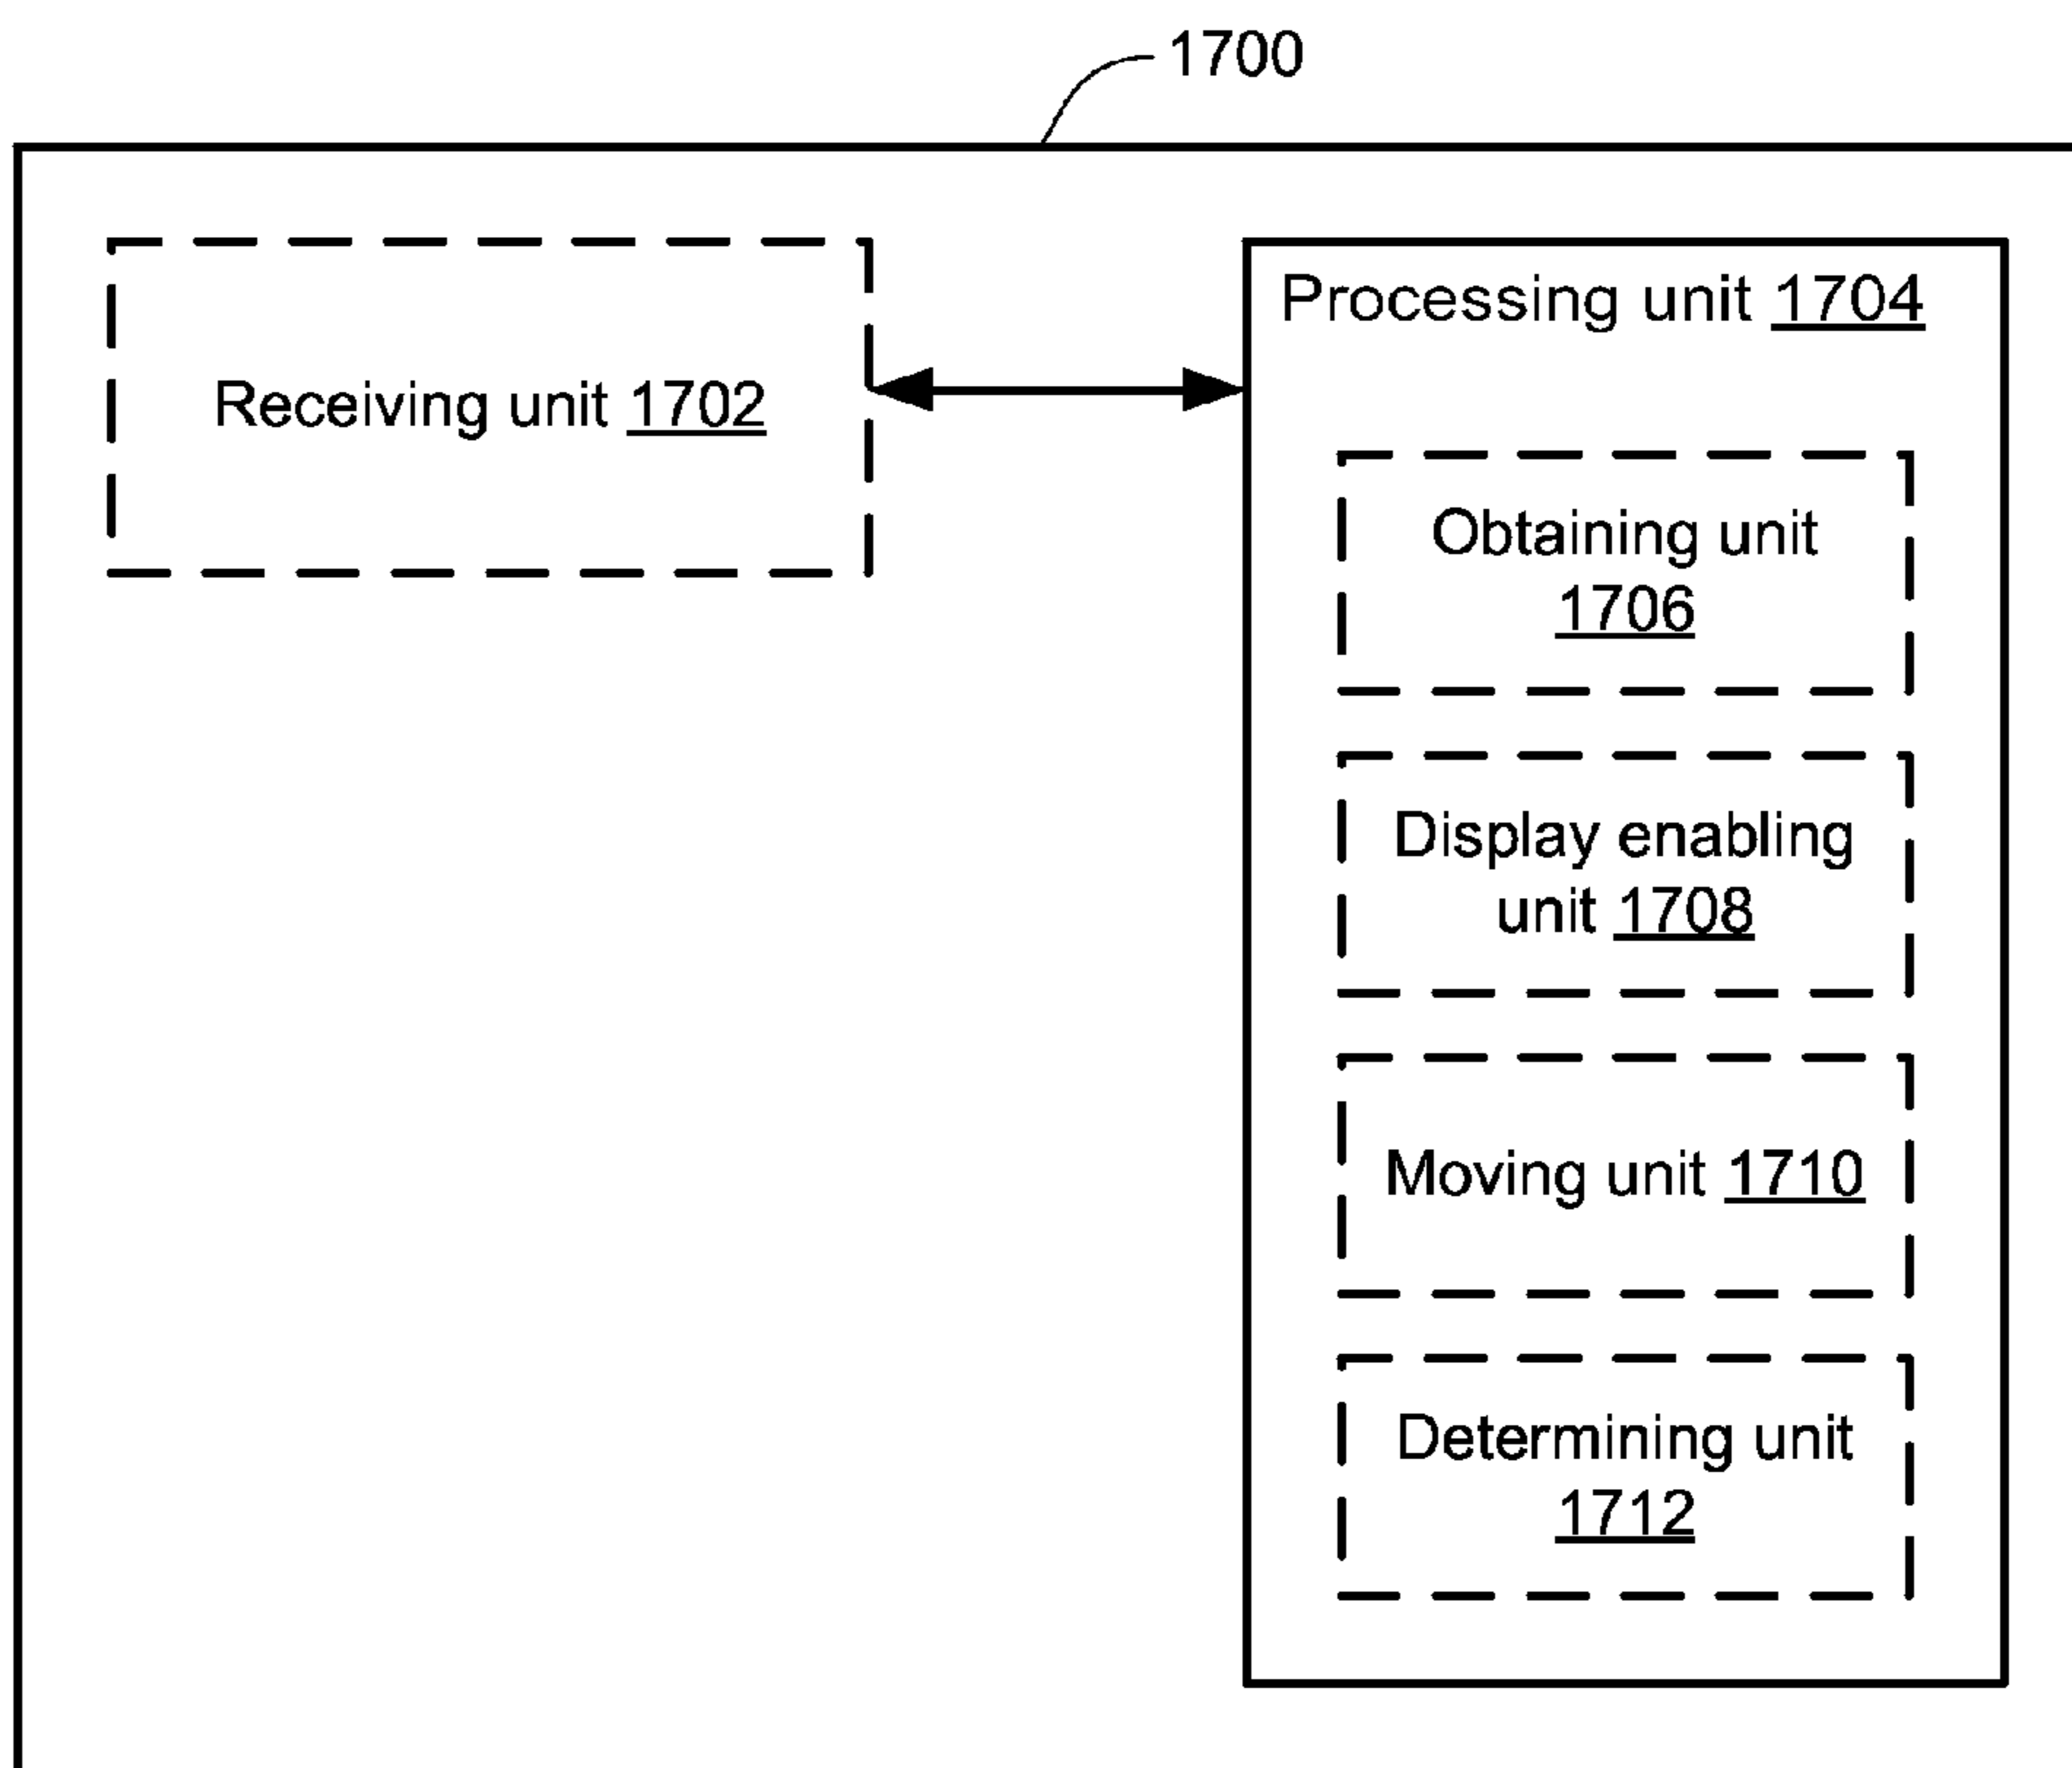 1700
Receiving unit 1702
Processing unit 1704
Obtaining unit
1706
Display enabling
unit 1708
Moving unit 1710
Determining unit
1712